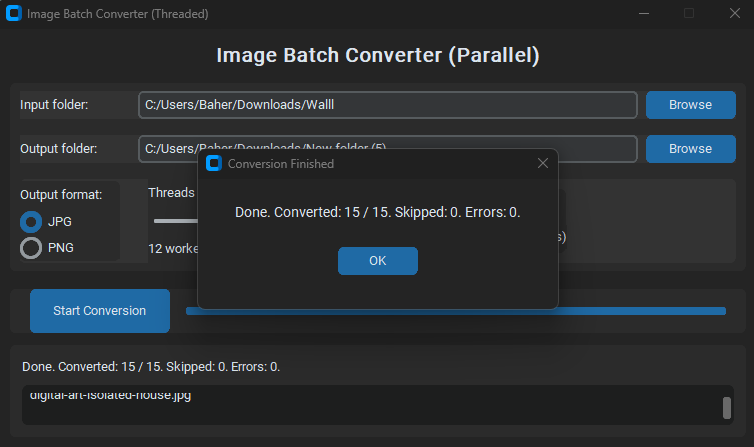 Image Batch Converter (Threaded)
Image Batch Converter (Parallel)
Input folder:
C:/Users/Baher/Downloads/Walll
Browse
Output folder:
C:/Users/Baher/Downloads/New folder (5)
Browse
Conversion Finished
Done. Converted: 15 / 15. Skipped: 0. Errors: 0.
OK
Output format:
JPG
PNG
Threads
12 worke
s)
Start Conversion
Done. Converted: 15 / 15. Skipped: 0. Errors: 0.
digital-art-isolated-house.jpg